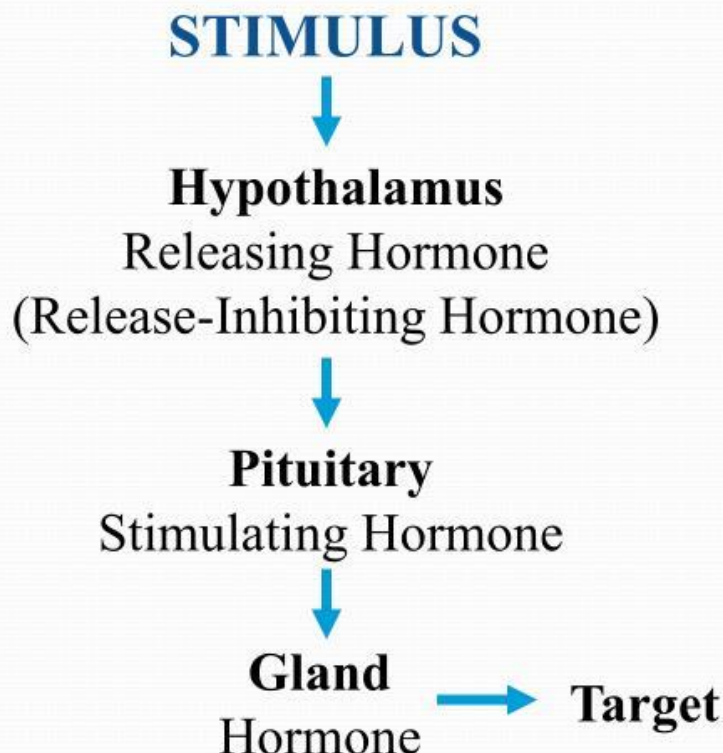 STIMULUS
Hypothalamus
Releasing Hormone
(Release-Inhibiting Hormone)
Pituitary
Stimulating Hormone
Gland
Target
Hormone